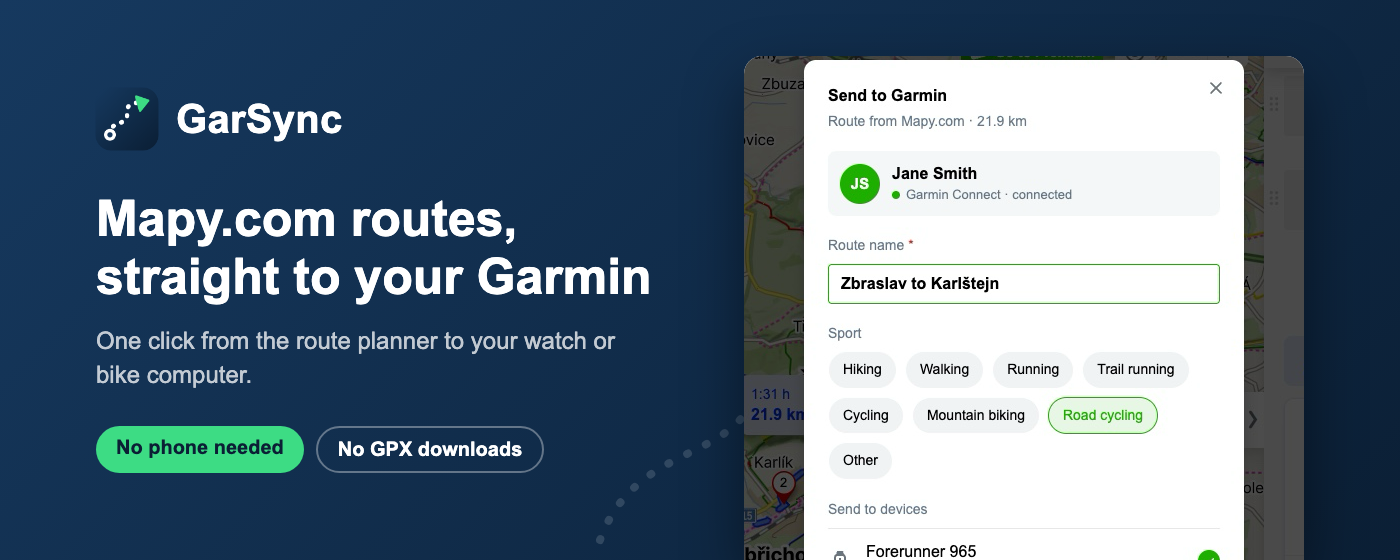 GarSync
Mapy.com routes,
straight to your Garmin
One click from the route planner to your watch or
bike computer.
No phone needed
No GPX downloads
Zbuza
ovice
1:31 h
21.9 km
Karlík
2
Send to Garmin
Route from Mapy.com · 21.9 km
JS
Jane Smith
Garmin Connect · connected
Route name *
Zbraslav to Karlštejn
Sport
Hiking
Walking
Running
Trail running
Cycling
Mountain biking
Road cycling
Other
Send to devices
Forerunner 965